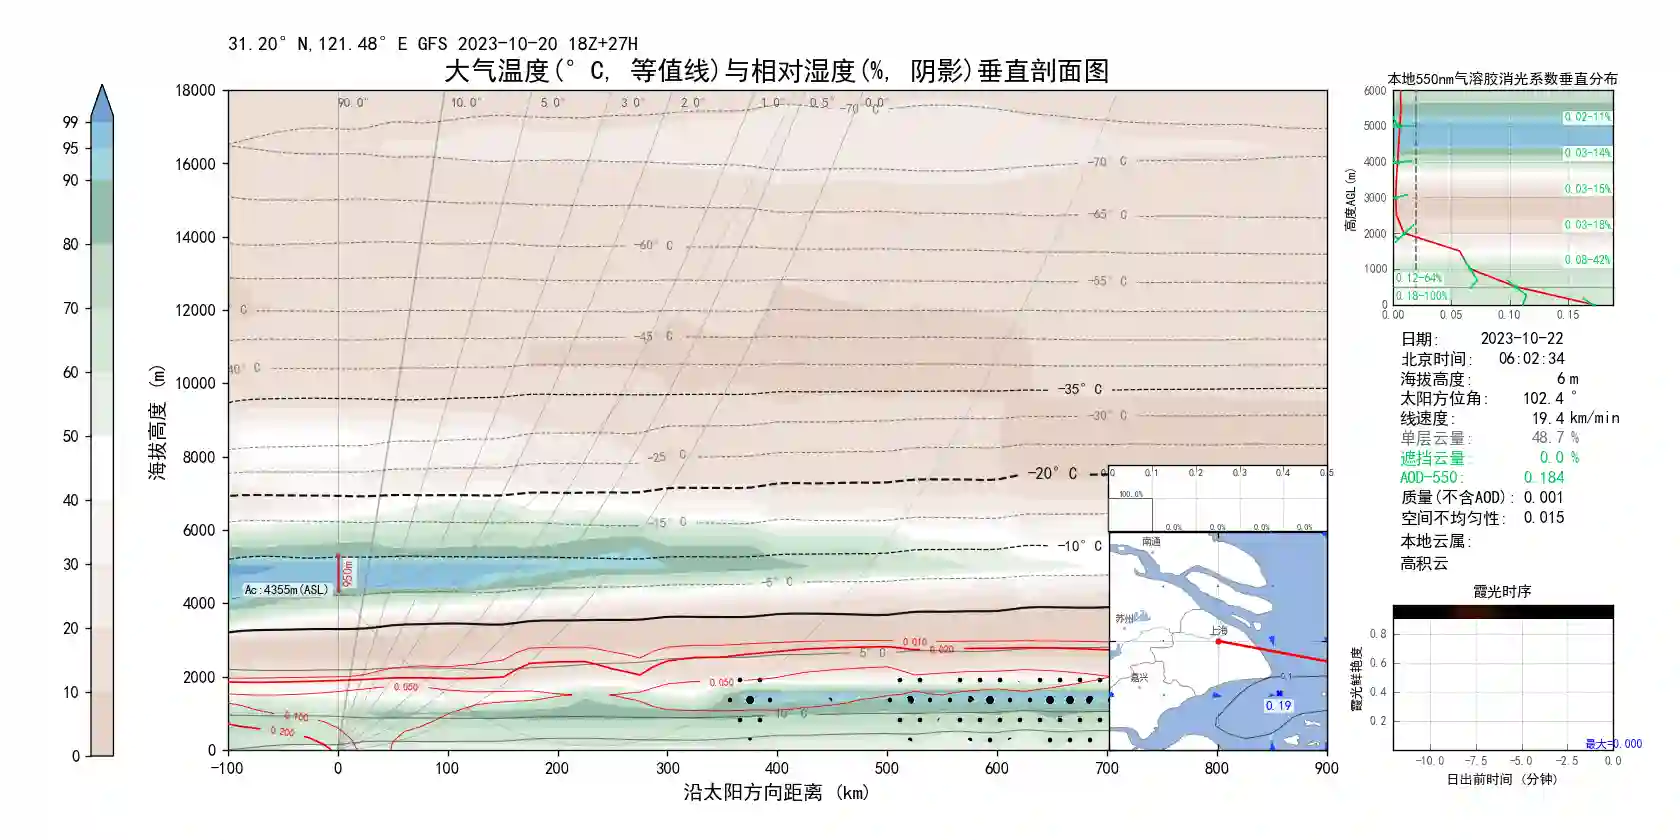 31.20° N,121.48° E GFS 2023-10-20 18Z+27H
大气温度(° C, 等值线)与相对湿度(%, 阴影)垂直剖面图
99
95
90
80
70
60
50
40
30
20
10
0
海拔高度 (m)
18000
16000
14000
12000
10000
8000
6000
4000
2000
0
90.0° 10.0° 5.0° 3.0° 2.0° 1.0° 0.5° 0.0°
-70° C
-70° C
-65° C
-60° C
-55° C
C
-45° C
40° C
-35° C
-30° C
-25° C
-20° C
-15° C
-10° C
-5° C
5° C
10° C
950m
Ac:4355m(ASL)
0.010
0.020
0.050
0.050
0.100
0.200
-100 0 100 200 300 400 500 600 700 800 900
沿太阳方向距离 (km)
0.0 0.1 0.2 0.3 0.4 0.5
100.0%
0.0% 0.0% 0.0% 0.0%
南通
苏州
上海
嘉兴
0.1
0.19
本地550nm气溶胶消光系数垂直分布
高度AGL(m)
6000
5000
4000
3000
2000
1000
0
0.02-11%
0.03-14%
0.03-15%
0.03-18%
0.08-42%
0.12-64%
0.18-100%
0.00 0.05 0.10 0.15
日期: 2023-10-22
北京时间: 06:02:34
海拔高度: 6 m
太阳方位角: 102.4 °
线速度: 19.4 km/min
单层云量: 48.7 %
遮挡云量: 0.0 %
AOD-550: 0.184
质量(不含AOD): 0.001
空间不均匀性: 0.015
本地云属:
高积云
霞光时序
霞光鲜艳度
0.8
0.6
0.4
0.2
最大=0.000
-10.0 -7.5 -5.0 -2.5 0.0
日出前时间 (分钟)